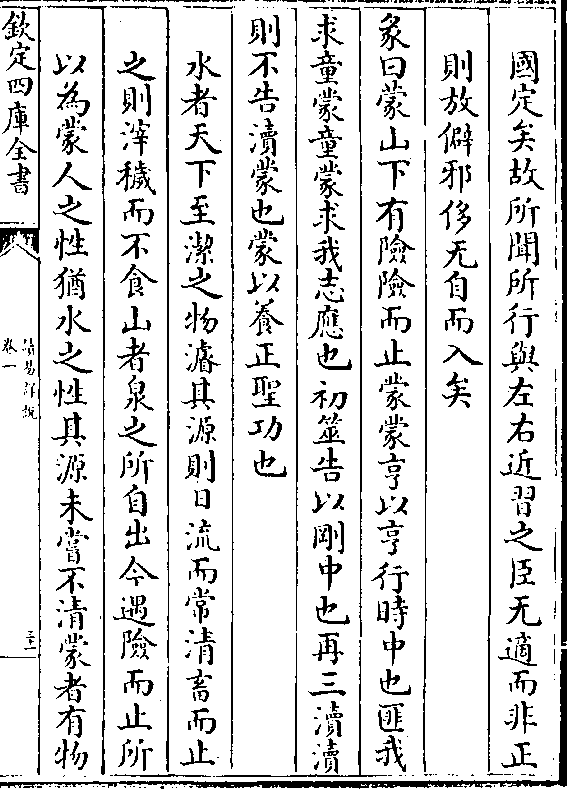 國定矣故所聞所行與左右近習之臣无適而非正
則放僻邪侈无自而入矣
彖曰蒙山下有險險而止蒙蒙亨以亨行時中也匪我
求童蒙童蒙求我志應也初筮告以剛中也再三瀆瀆
則不告瀆蒙也蒙以養正聖功也
水者天下至潔之物濬其源則日流而常清畜而止
之則滓穢而不食山者泉之所自出今遇險而止所
以為蒙人之性猶水之性其源未嘗不清蒙者有物
欽定四庫全書
讀易詳說
卷一